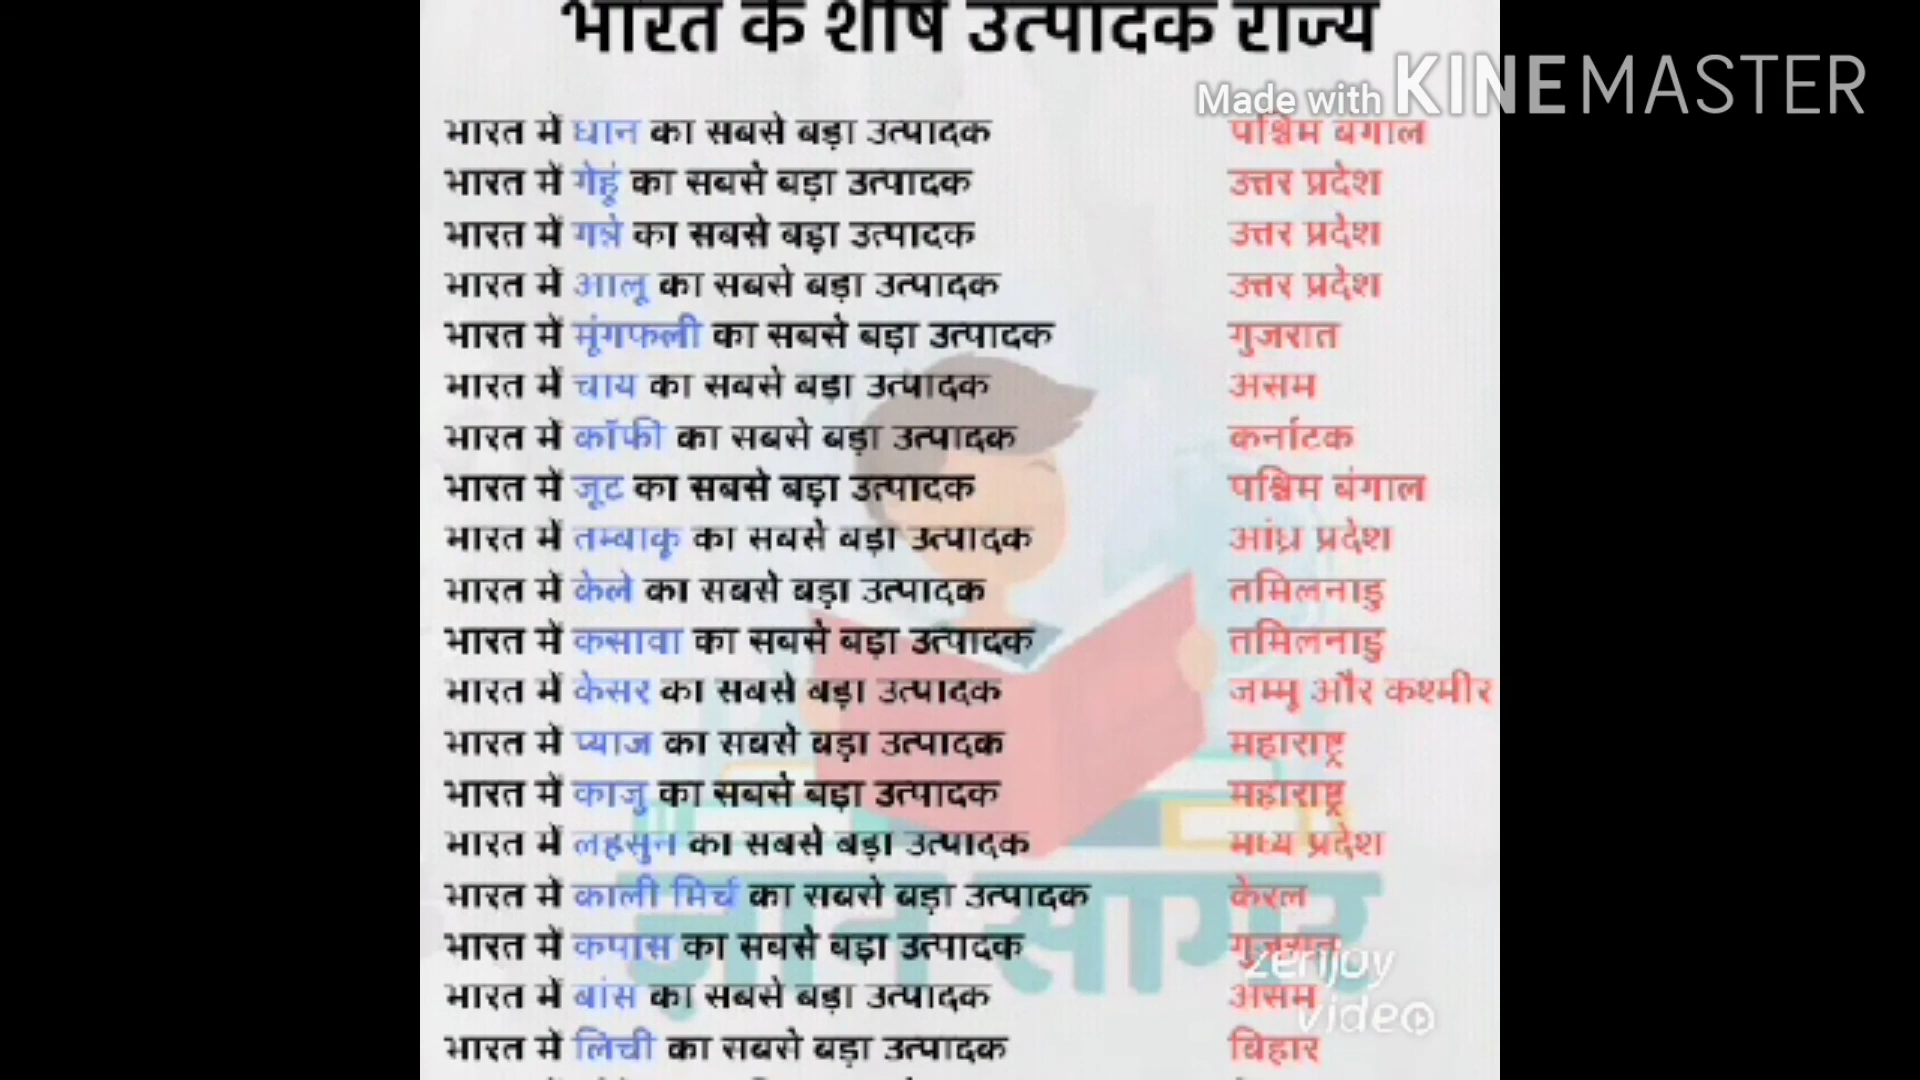 भारत के शीर्ष उत्पादक राज्य
Made with KINEMASTER
भारत में धान का सबसे बड़ा उत्पादक पश्चिम बंगाल
भारत में गेहूं का सबसे बड़ा उत्पादक उत्तर प्रदेश
भारत में गन्ने का सबसे बड़ा उत्पादक उत्तर प्रदेश
भारत में आलू का सबसे बड़ा उत्पादक उत्तर प्रदेश
भारत में मूंगफली का सबसे बड़ा उत्पादक गुजरात
भारत में चाय का सबसे बड़ा उत्पादक असम
भारत में कॉफी का सबसे बड़ा उत्पादक कर्नाटक
भारत में जूट का सबसे बड़ा उत्पादक पश्चिम बंगाल
भारत में तम्बाकू का सबसे बड़ा उत्पादक आंध्र प्रदेश
भारत में केले का सबसे बड़ा उत्पादक तमिलनाडु
भारत में कसावा का सबसे बड़ा उत्पादक तमिलनाडु
भारत में केसर का सबसे बड़ा उत्पादक जम्मू और कश्मीर
भारत में प्याज का सबसे बड़ा उत्पादक महाराष्ट्र
भारत में काजु का सबसे बड़ा उत्पादक महाराष्ट्र
भारत में लहसुन का सबसे बड़ा उत्पादक मध्य प्रदेश
भारत में काली मिर्च का सबसे बड़ा उत्पादक केरल
ज्ञान सागर
भारत में कपास का सबसे बड़ा उत्पादक गुजरात
zenjoy
भारत में बांस का सबसे बड़ा उत्पादक असम
video
भारत में लिची का सबसे बड़ा उत्पादक बिहार